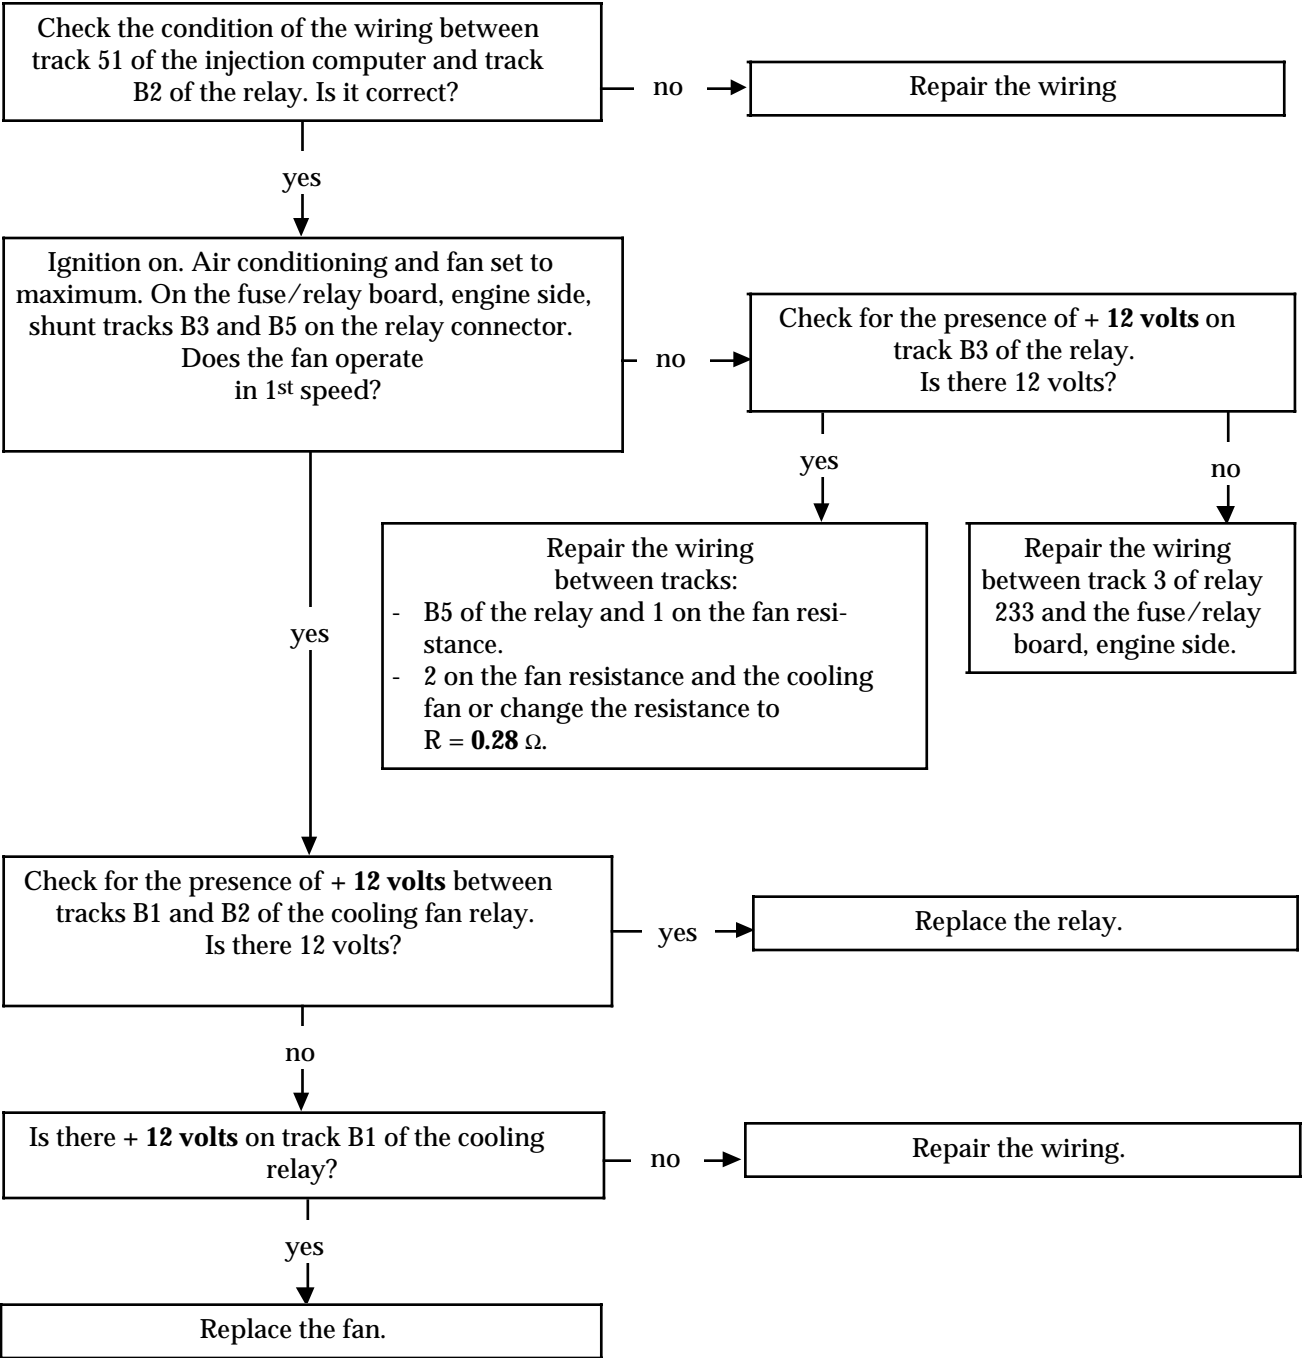 Check the condition of the wiring between
track 51 of the injection computer and track
B2 of the relay. Is it correct?
no
Repair the wiring
yes
Ignition on. Air conditioning and fan set to
maximum. On the fuse/relay board, engine side,
shunt tracks B3 and B5 on the relay connector.
Does the fan operate
in 1st speed?
no
Check for the presence of + 12 volts on
track B3 of the relay.
Is there 12 volts?
yes
no
Repair the wiring
between tracks:
- B5 of the relay and 1 on the fan resi-
stance.
- 2 on the fan resistance and the cooling
fan or change the resistance to
R = 0.28 Ω.
Repair the wiring
between track 3 of relay
233 and the fuse/relay
board, engine side.
yes
Check for the presence of + 12 volts between
tracks B1 and B2 of the cooling fan relay.
Is there 12 volts?
yes
Replace the relay.
no
Is there + 12 volts on track B1 of the cooling
relay?
no
Repair the wiring.
yes
Replace the fan.